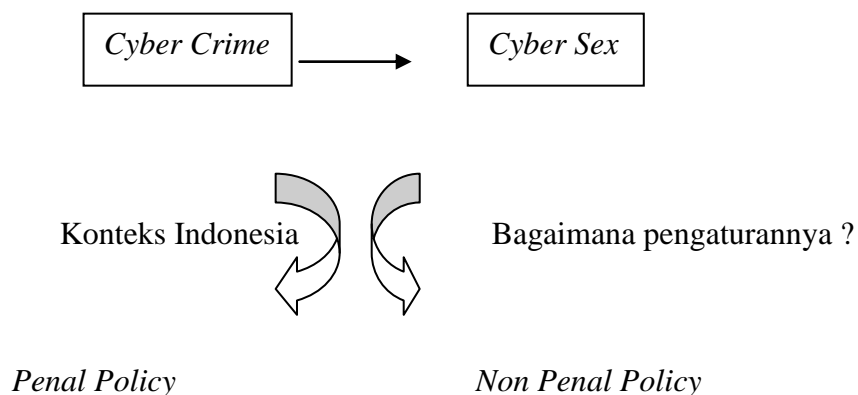 Cyber Crime
Cyber Sex
Konteks Indonesia
Bagaimana pengaturannya ?
Penal Policy
Non Penal Policy